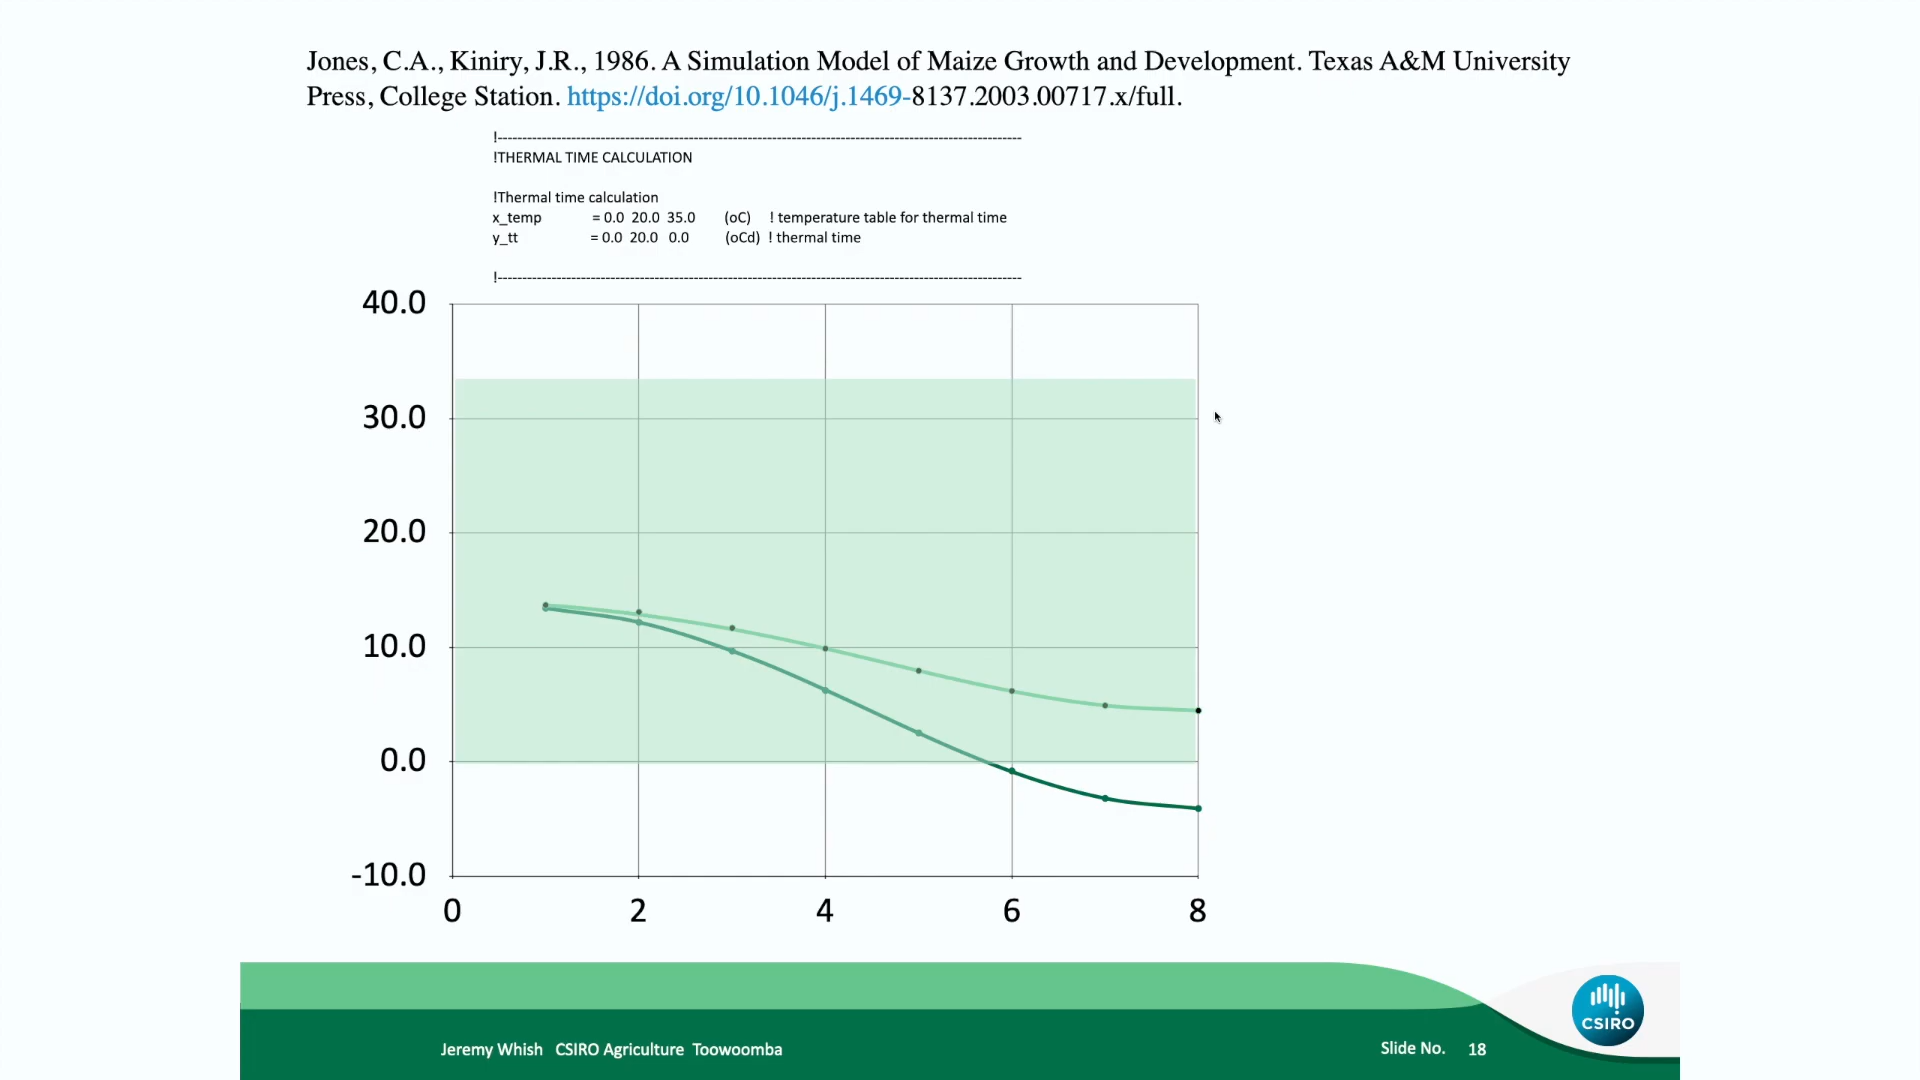 Jones, C.A., Kiniry, J.R., 1986. A Simulation Model of Maize Growth and Development. Texas A&M University
Press, College Station. https://doi.org/10.1046/j.1469-8137.2003.00717.x/full.
!------------------------------------------------------------------------------------------------------------
!THERMAL TIME CALCULATION
!Thermal time calculation
x_temp = 0.0 20.0 35.0 (oC) ! temperature table for thermal time
y_tt = 0.0 20.0 0.0 (oCd) ! thermal time
!------------------------------------------------------------------------------------------------------------
40.0
30.0
20.0
10.0
0.0
-10.0
0 2 4 6 8
CSIRO
Jeremy Whish CSIRO Agriculture Toowoomba Slide No. 18